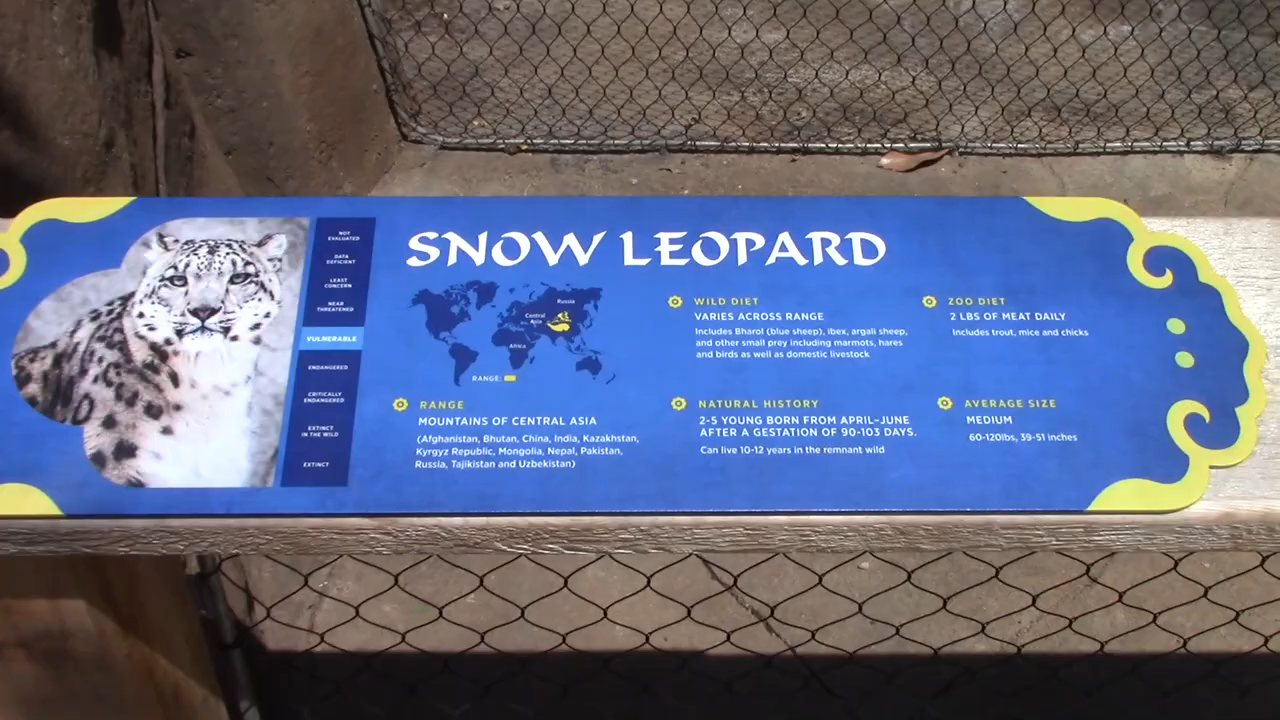 NOT
EVALUATED
DATA
DEFICIENT
LEAST
CONCERN
NEAR
THREATENED
VULNERABLE
ENDANGERED
CRITICALLY
ENDANGERED
EXTINCT
IN THE WILD
EXTINCT
SNOW LEOPARD
Russia
Central
Asia
Africa
RANGE:
RANGE
MOUNTAINS OF CENTRAL ASIA
(Afghanistan, Bhutan, China, India, Kazakhstan,
Kyrgyz Republic, Mongolia, Nepal, Pakistan,
Russia, Tajikistan and Uzbekistan)
WILD DIET
VARIES ACROSS RANGE
Includes Bharol (blue sheep), ibex, argali sheep,
and other small prey including marmots, hares
and birds as well as domestic livestock
ZOO DIET
2 LBS OF MEAT DAILY
Includes trout, mice and chicks
NATURAL HISTORY
2-5 YOUNG BORN FROM APRIL–JUNE
AFTER A GESTATION OF 90-103 DAYS.
Can live 10-12 years in the remnant wild
AVERAGE SIZE
MEDIUM
60-120lbs, 39-51 inches